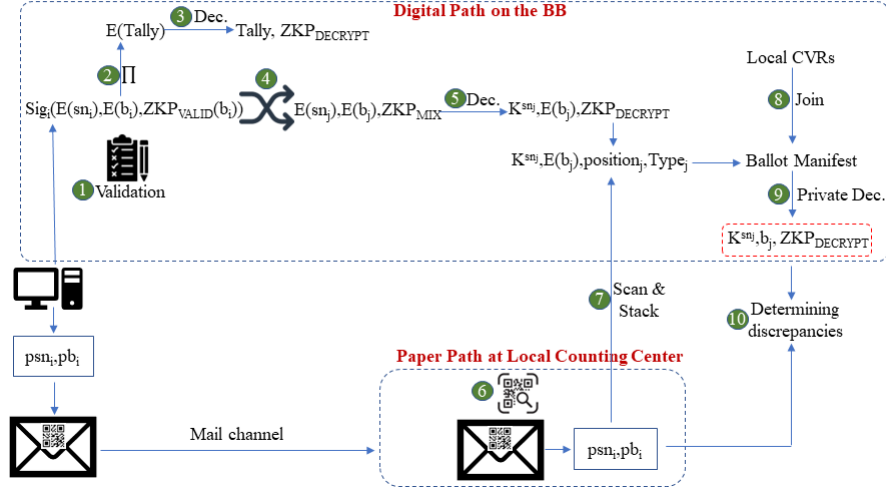 Digital Path on the BB
3 Dec.
E(Tally)
Tally, ZKP_DECRYPT
2 ∏
4
Local CVRs
8 Join
5 Dec.
Sig_i(E(sn_i),E(b_i),ZKP_VALID(b_i))
E(sn_j),E(b_j),ZKP_MIX
K^sn_j,E(b_j),ZKP_DECRYPT
K^sn_j,E(b_j),position_j,Type_j
Ballot Manifest
1 Validation
9 Private Dec.
K^sn_j,b_j, ZKP_DECRYPT
7 Scan &
Stack
10 Determining
discrepancies
psn_i,pb_i
Paper Path at Local Counting Center
6
Mail channel
psn_i,pb_i